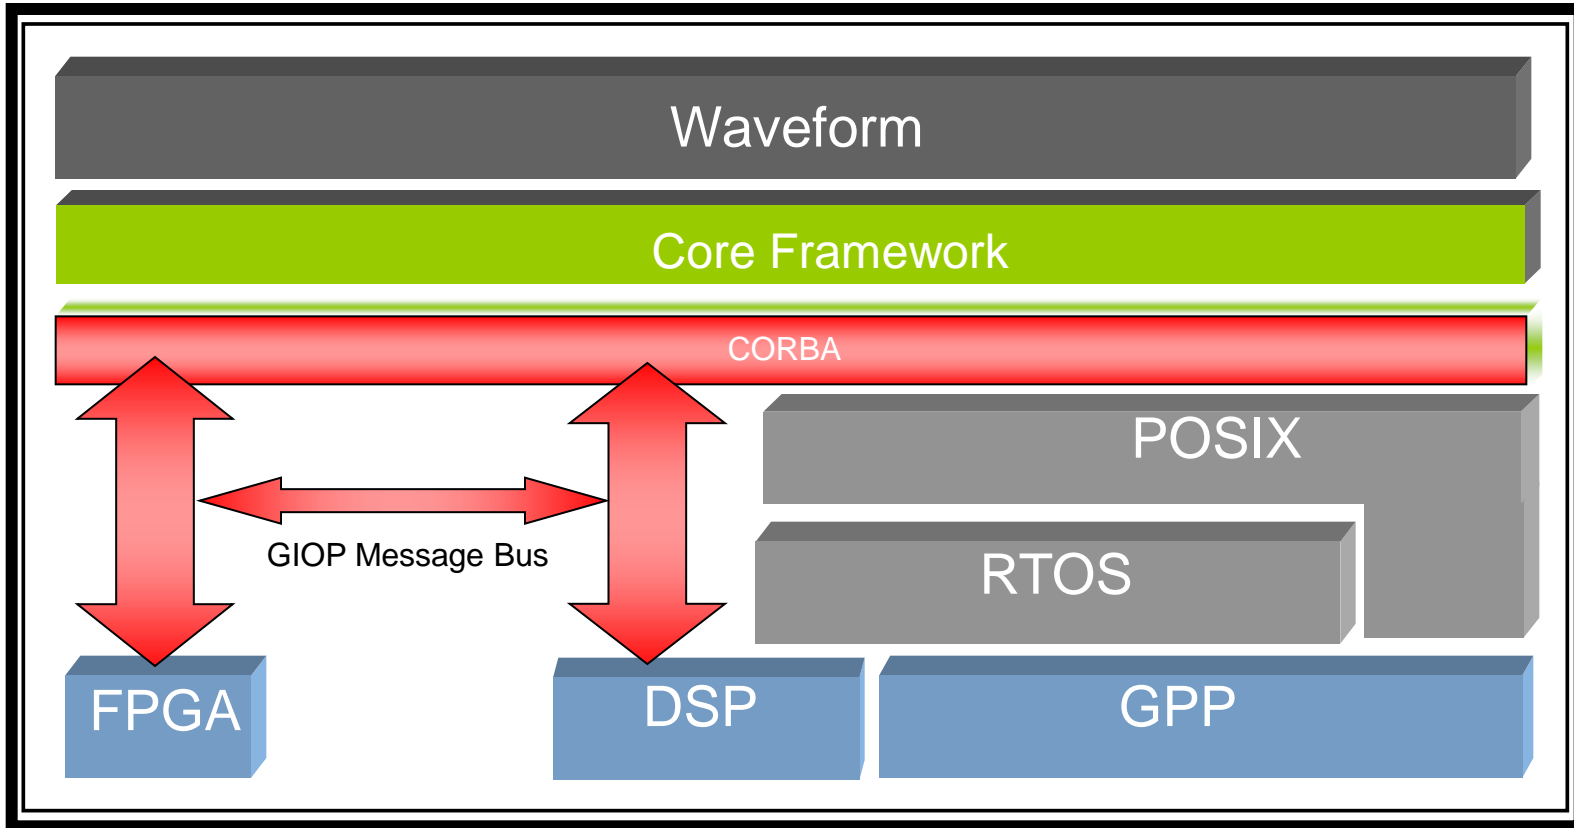 Waveform
Core Framework
CORBA
POSIX
GIOP Message Bus
RTOS
FPGA
DSP
GPP